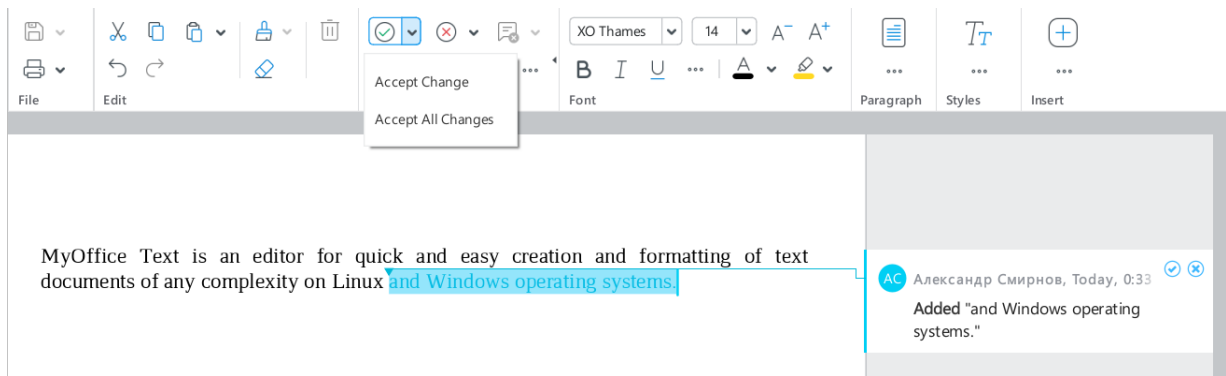 XO Thames
14
File
Edit
Font
Paragraph
Styles
Insert
Accept Change
Accept All Changes
MyOffice Text is an editor for quick and easy creation and formatting of text
documents of any complexity on Linux and Windows operating systems.
АС
Александр Смирнов, Today, 0:33
Added "and Windows operating
systems."